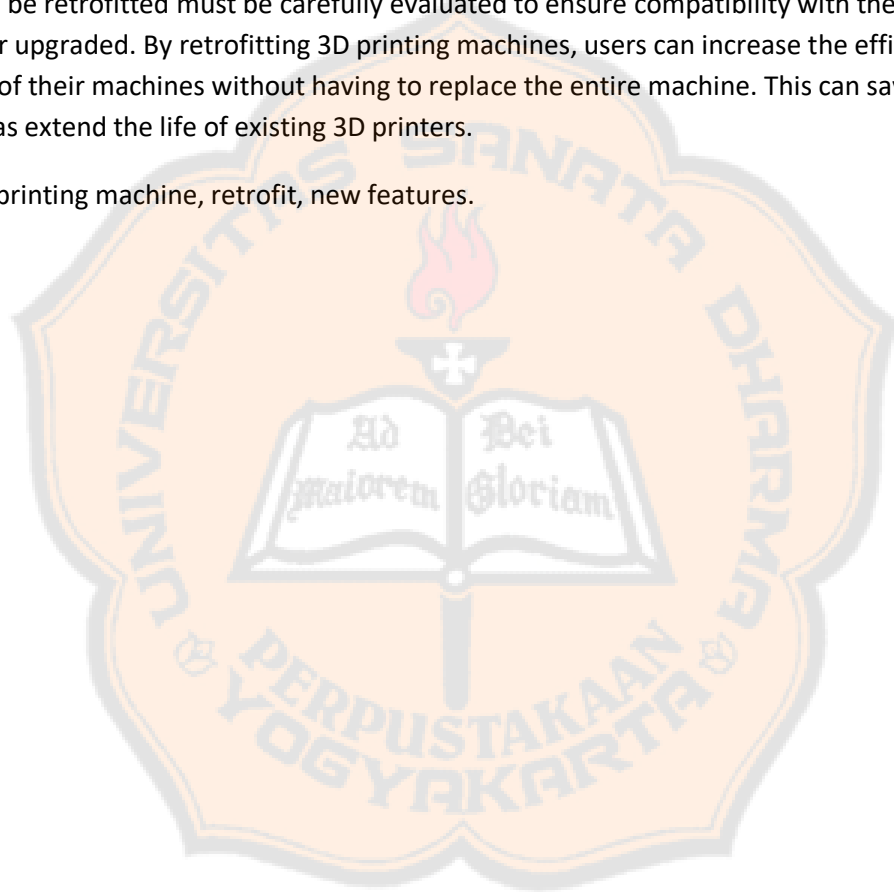 be retrofitted must be carefully evaluated to ensure compatibility with the
r upgraded. By retrofitting 3D printing machines, users can increase the effi
of their machines without having to replace the entire machine. This can sav
as extend the life of existing 3D printers.
printing machine, retrofit, new features.
UNIVERSITAS SANATA DHARMA
Ad Dei
Maiorem Gloriam
PERPUSTAKAAN
YOGYAKARTA